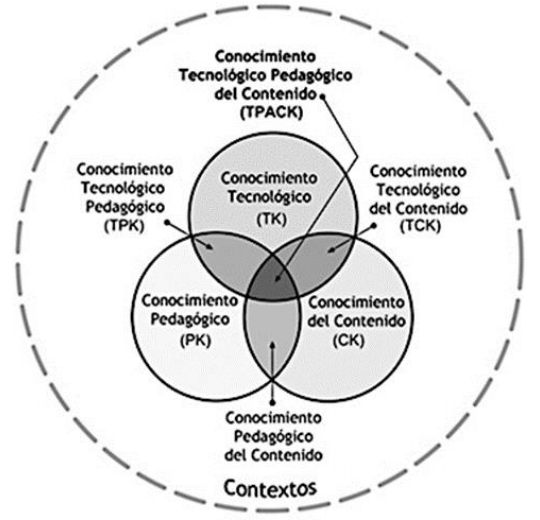 Conocimiento
Tecnológico Pedagógico
del Contenido
(TPACK)
Conocimiento
Tecnológico
Pedagógico
(TPK)
Conocimiento
Tecnológico
(TK)
Conocimiento
Tecnológico
del Contenido
(TCK)
Conocimiento
Pedagógico
(PK)
Conocimiento
del Contenido
(CK)
Conocimiento
Pedagógico
del Contenido
Contextos